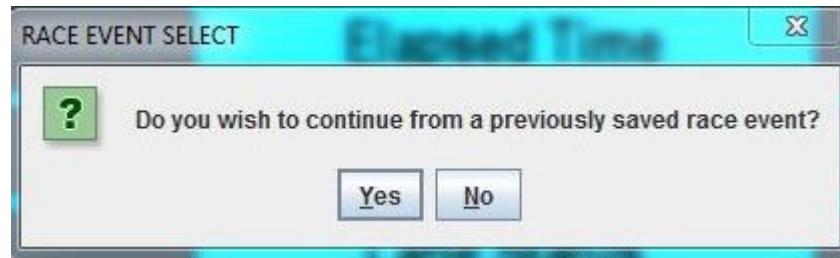 RACE EVENT SELECT
Elapsed Time
?
Do you wish to continue from a previously saved race event?
Yes
No